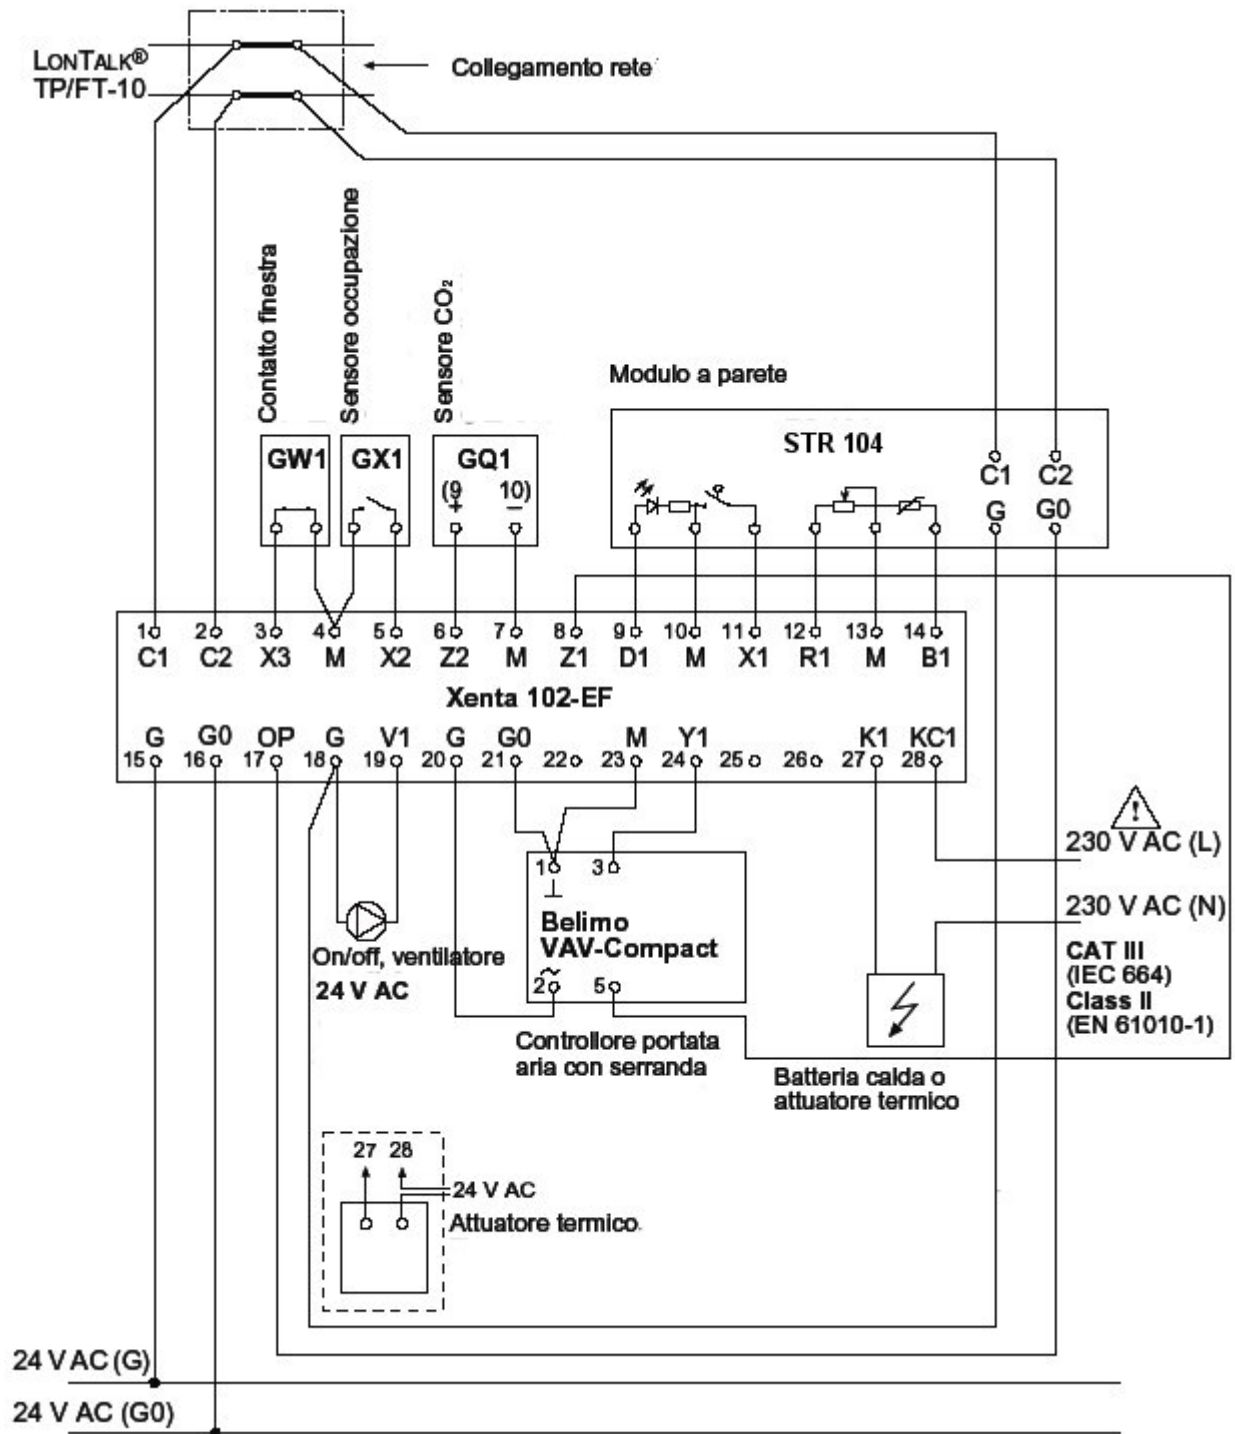 LONTALK®
TP/FT-10
Collegamento rete
Contatto finestra
Sensore occupazione
Sensore CO₂
Modulo a parete
GW1
GX1
GQ1
(9 10)
+ −
STR 104
C1 C2
G G0
1 2 3 4 5 6 7 8 9 10 11 12 13 14
C1 C2 X3 M X2 Z2 M Z1 D1 M X1 R1 M B1
Xenta 102-EF
G G0 OP G V1 G G0 M Y1 K1 KC1
15 16 17 18 19 20 21 22 23 24 25 26 27 28
230 V AC (L)
230 V AC (N)
CAT III
(IEC 664)
Class II
(EN 61010-1)
1 3
Belimo
VAV-Compact
~
2 5
On/off, ventilatore
24 V AC
Controllore portata
aria con serranda
Batteria calda o
attuatore termico
27 28
24 V AC
Attuatore termico
24 V AC (G)
24 V AC (G0)